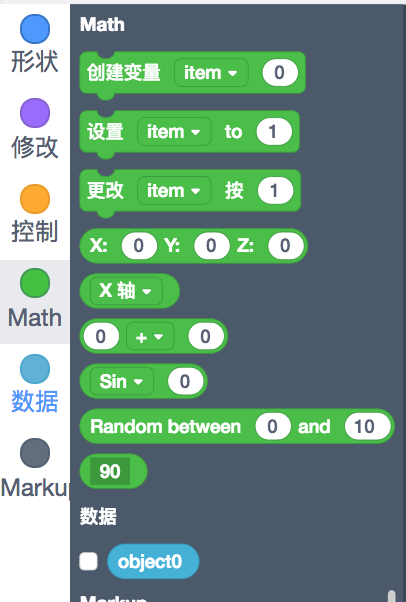 形状
修改
控制
Math
数据
Marku
Math
创建变量 item 0
设置 item to 1
更改 item 按 1
X: 0 Y: 0 Z: 0
X 轴
0 + 0
Sin 0
Random between 0 and 10
90
数据
object0
Markup